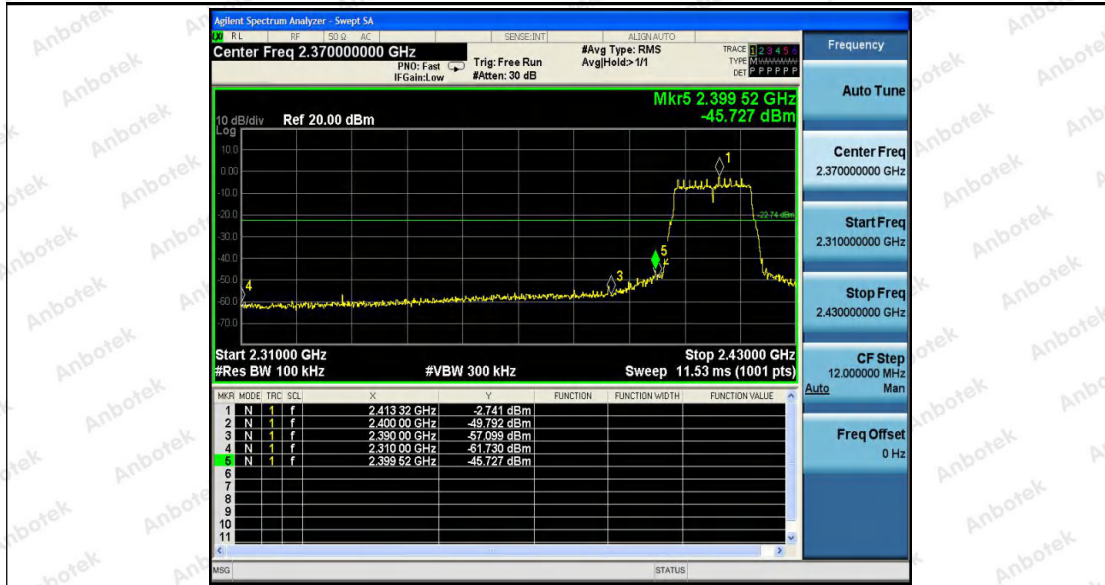 Agilent Spectrum Analyzer - Swept SA
RL RF 50 Ω AC SENSE:INT ALIGNAUTO
Center Freq 2.370000000 GHz
PNO: Fast
IFGain:Low
Trig: Free Run
#Atten: 30 dB
#Avg Type: RMS
Avg|Hold:>1/1
TRACE 1 2 3 4 5 6
TYPE M
DET P P P P P P
Mkr5 2.399 52 GHz
-45.727 dBm
10 dB/div Ref 20.00 dBm
Log
10.0
0.00
-10.0
-20.0
-30.0
-40.0
-50.0
-60.0
-70.0
1
-22.74 dBm
5
2
3
4
Start 2.31000 GHz Stop 2.43000 GHz
#Res BW 100 kHz #VBW 300 kHz Sweep 11.53 ms (1001 pts)
MKR MODE TRC SCL X Y FUNCTION FUNCTION WIDTH FUNCTION VALUE
1 N 1 f 2.413 32 GHz -2.741 dBm
2 N 1 f 2.400 00 GHz -49.792 dBm
3 N 1 f 2.390 00 GHz -57.099 dBm
4 N 1 f 2.310 00 GHz -61.730 dBm
5 N 1 f 2.399 52 GHz -45.727 dBm
6
7
8
9
10
11
MSG STATUS
Frequency
Auto Tune
Center Freq
2.370000000 GHz
Start Freq
2.310000000 GHz
Stop Freq
2.430000000 GHz
CF Step
12.000000 MHz
Auto Man
Freq Offset
0 Hz
Anbotek